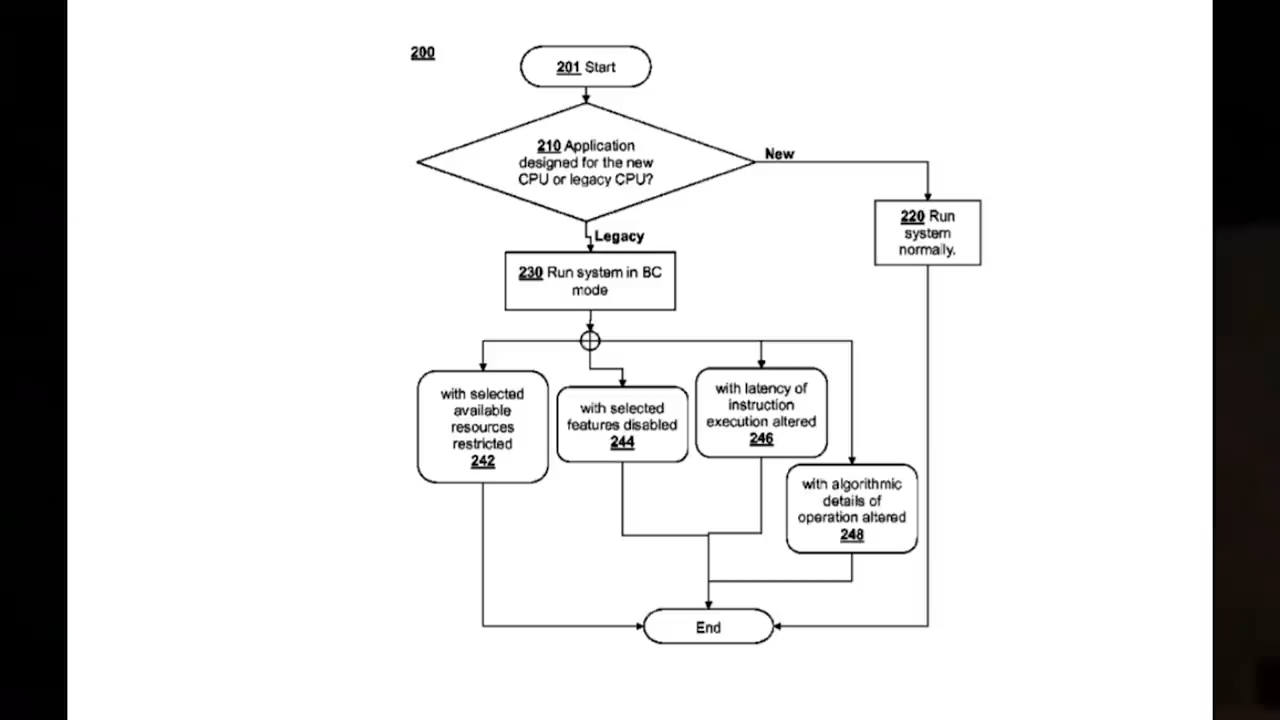 200
201 Start
210 Application
designed for the new
CPU or legacy CPU?
New
Legacy
220 Run
system
normally.
230 Run system in BC
mode
with selected
available
resources
restricted
242
with selected
features disabled
244
with latency of
instruction
execution altered
246
with algorithmic
details of
operation altered
248
End